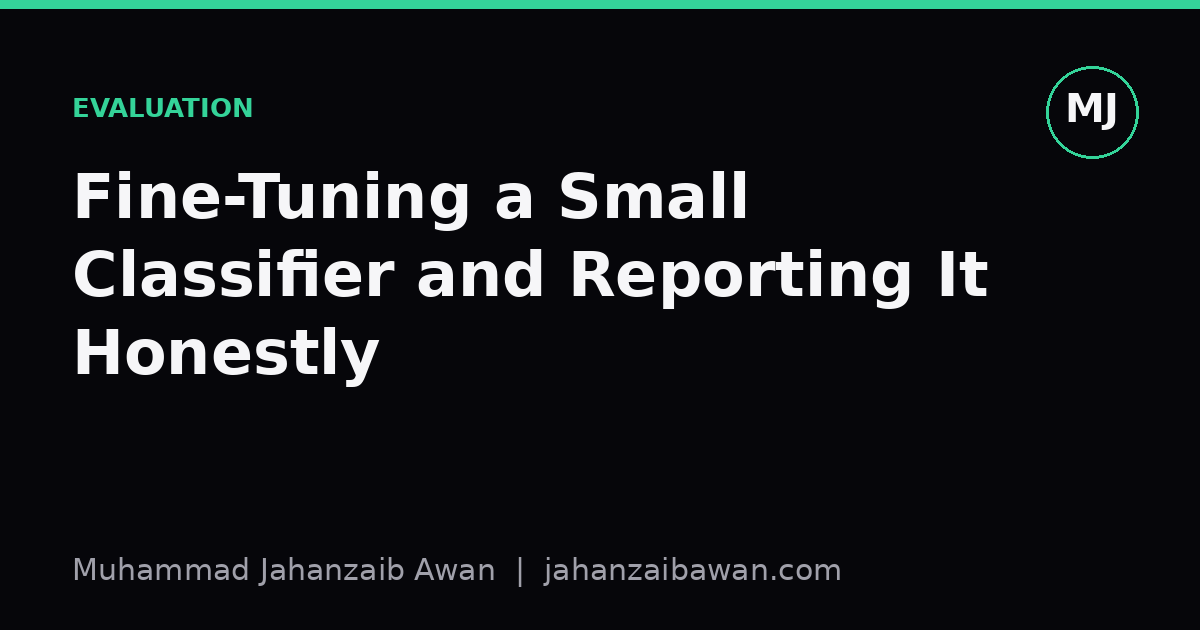 EVALUATION
MJ
Fine-Tuning a Small
Classifier and Reporting It
Honestly
Muhammad Jahanzaib Awan | jahanzaibawan.com